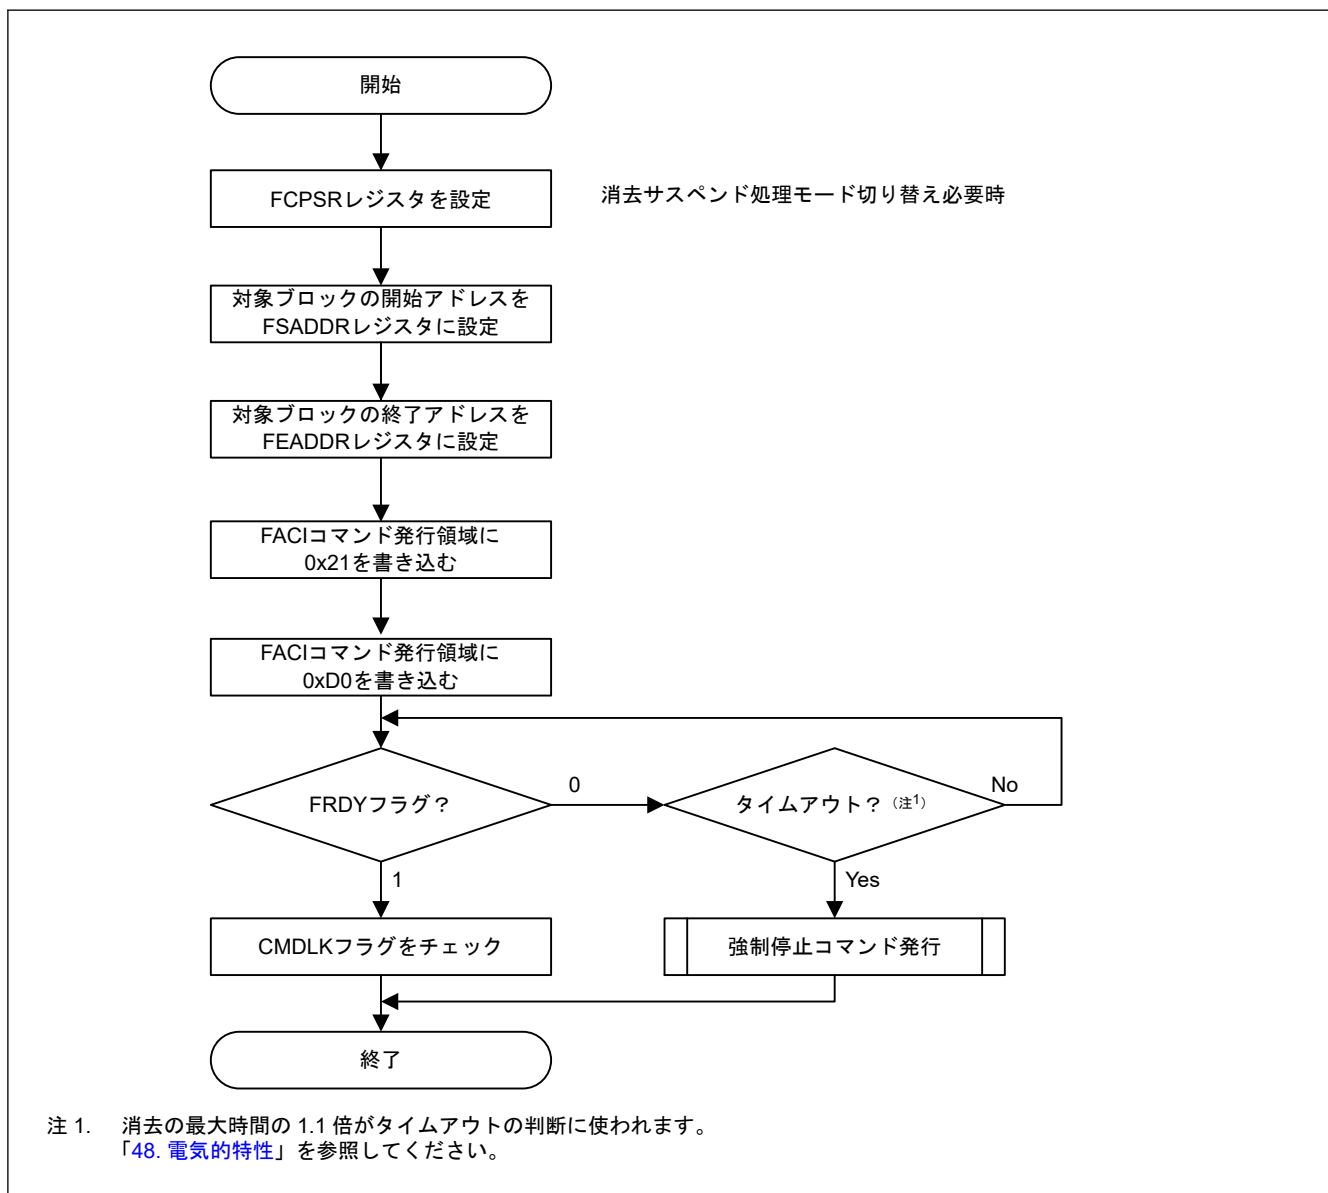 開始
FCPSRレジスタを設定
消去サスペンド処理モード切り替え必要時
対象ブロックの開始アドレスを
FSADDRレジスタに設定
対象ブロックの終了アドレスを
FEADDRレジスタに設定
FACIコマンド発行領域に
0x21を書き込む
FACIコマンド発行領域に
0xD0を書き込む
FRDYフラグ？
0
タイムアウト？（注1）
No
1
Yes
CMDLKフラグをチェック
強制停止コマンド発行
終了
注 1. 消去の最大時間の 1.1 倍がタイムアウトの判断に使われます。
「48. 電気的特性」を参照してください。